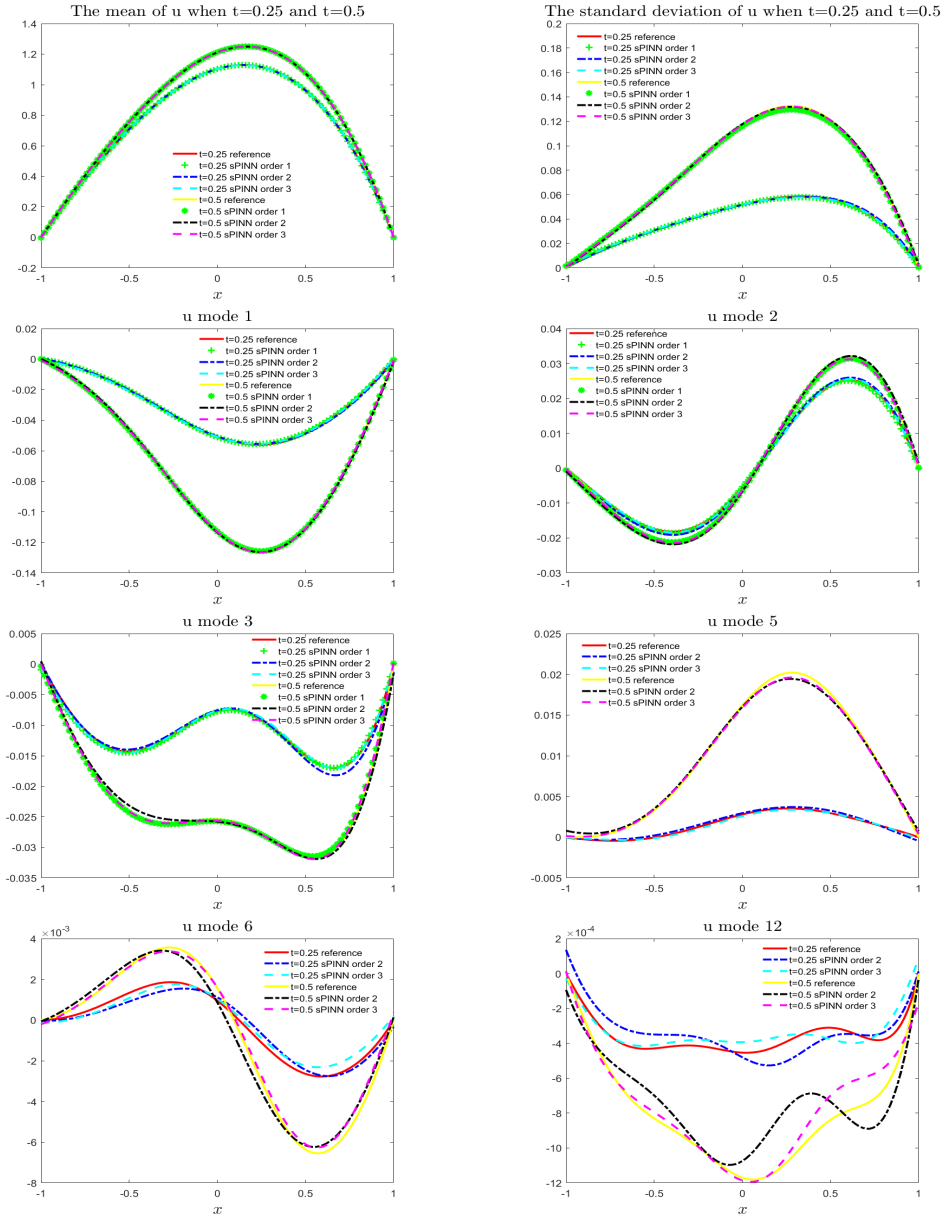 The mean of u when t=0.25 and t=0.5
1.4
1.2
1
0.8
0.6
0.4
0.2
0
-0.2
t=0.25 reference
t=0.25 sPINN order 1
t=0.25 sPINN order 2
t=0.25 sPINN order 3
t=0.5 reference
t=0.5 sPINN order 1
t=0.5 sPINN order 2
t=0.5 sPINN order 3
-1 -0.5 0 0.5 1
x
The standard deviation of u when t=0.25 and t=0.5
0.2
0.18
0.16
0.14
0.12
0.1
0.08
0.06
0.04
0.02
0
t=0.25 reference
t=0.25 sPINN order 1
t=0.25 sPINN order 2
t=0.25 sPINN order 3
t=0.5 reference
t=0.5 sPINN order 1
t=0.5 sPINN order 2
t=0.5 sPINN order 3
-1 -0.5 0 0.5 1
x
u mode 1
0.02
0
-0.02
-0.04
-0.06
-0.08
-0.1
-0.12
-0.14
t=0.25 reference
t=0.25 sPINN order 1
t=0.25 sPINN order 2
t=0.25 sPINN order 3
t=0.5 reference
t=0.5 sPINN order 1
t=0.5 sPINN order 2
t=0.5 sPINN order 3
-1 -0.5 0 0.5 1
x
u mode 2
0.04
0.03
0.02
0.01
0
-0.01
-0.02
-0.03
t=0.25 reference
t=0.25 sPINN order 1
t=0.25 sPINN order 2
t=0.25 sPINN order 3
t=0.5 reference
t=0.5 sPINN order 1
t=0.5 sPINN order 2
t=0.5 sPINN order 3
-1 -0.5 0 0.5 1
x
u mode 3
0.005
0
-0.005
-0.01
-0.015
-0.02
-0.025
-0.03
-0.035
t=0.25 reference
t=0.25 sPINN order 1
t=0.25 sPINN order 2
t=0.25 sPINN order 3
t=0.5 reference
t=0.5 sPINN order 1
t=0.5 sPINN order 2
t=0.5 sPINN order 3
-1 -0.5 0 0.5 1
x
u mode 5
0.025
0.02
0.015
0.01
0.005
0
-0.005
t=0.25 reference
t=0.25 sPINN order 2
t=0.25 sPINN order 3
t=0.5 reference
t=0.5 sPINN order 2
t=0.5 sPINN order 3
-1 -0.5 0 0.5 1
x
u mode 6
×10⁻³
4
2
0
-2
-4
-6
-8
t=0.25 reference
t=0.25 sPINN order 2
t=0.25 sPINN order 3
t=0.5 reference
t=0.5 sPINN order 2
t=0.5 sPINN order 3
-1 -0.5 0 0.5 1
x
u mode 12
×10⁻⁴
2
0
-2
-4
-6
-8
-10
-12
t=0.25 reference
t=0.25 sPINN order 2
t=0.25 sPINN order 3
t=0.5 reference
t=0.5 sPINN order 2
t=0.5 sPINN order 3
-1 -0.5 0 0.5 1
x